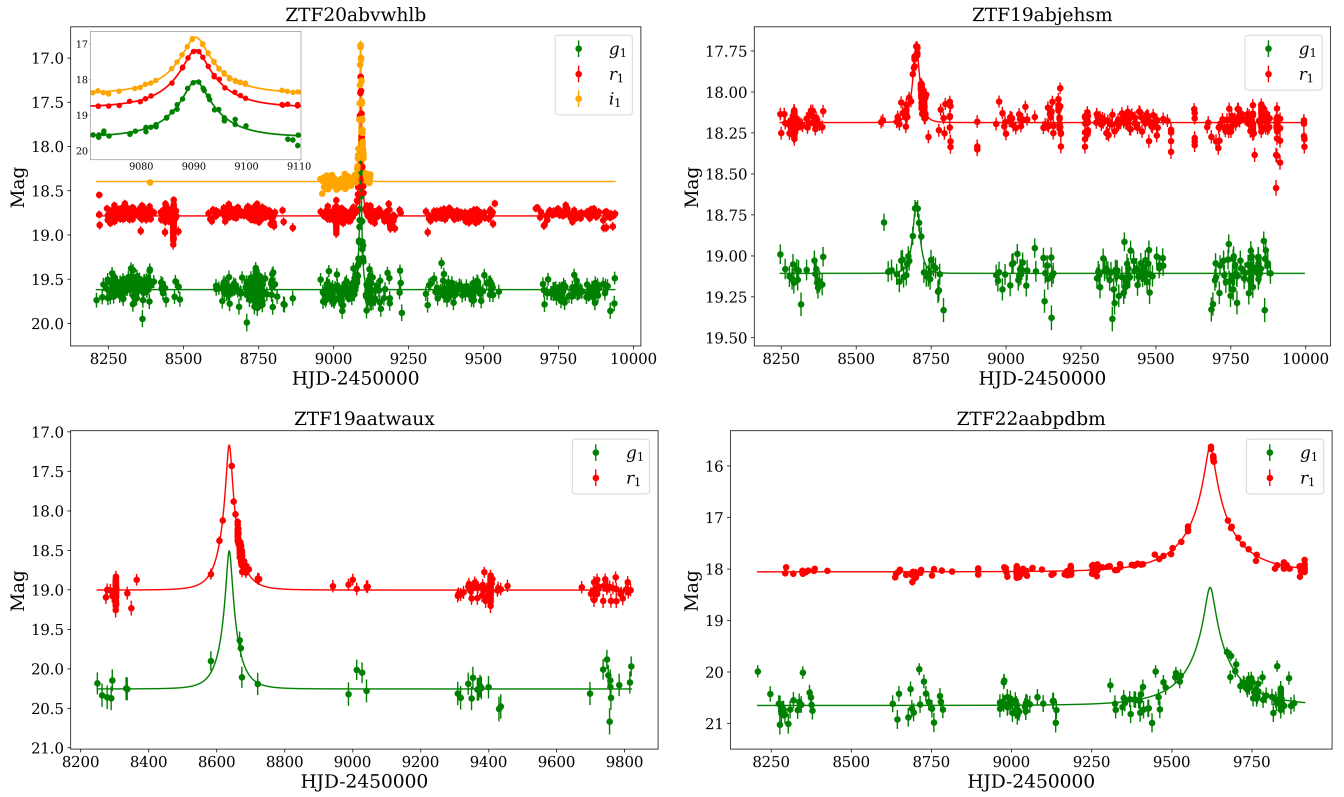 ZTF20abvwhlb
17.0
17.5
18.0
18.5
19.0
19.5
20.0
Mag
17
18
19
20
9080 9090 9100 9110
g₁
r₁
i₁
8250 8500 8750 9000 9250 9500 9750 10000
HJD-2450000
ZTF19abjehsm
17.75
18.00
18.25
18.50
18.75
19.00
19.25
19.50
Mag
g₁
r₁
8250 8500 8750 9000 9250 9500 9750 10000
HJD-2450000
ZTF19aatwaux
17.0
17.5
18.0
18.5
19.0
19.5
20.0
20.5
21.0
Mag
g₁
r₁
8200 8400 8600 8800 9000 9200 9400 9600 9800
HJD-2450000
ZTF22aabpdbm
16
17
18
19
20
21
Mag
g₁
r₁
8250 8500 8750 9000 9250 9500 9750
HJD-2450000